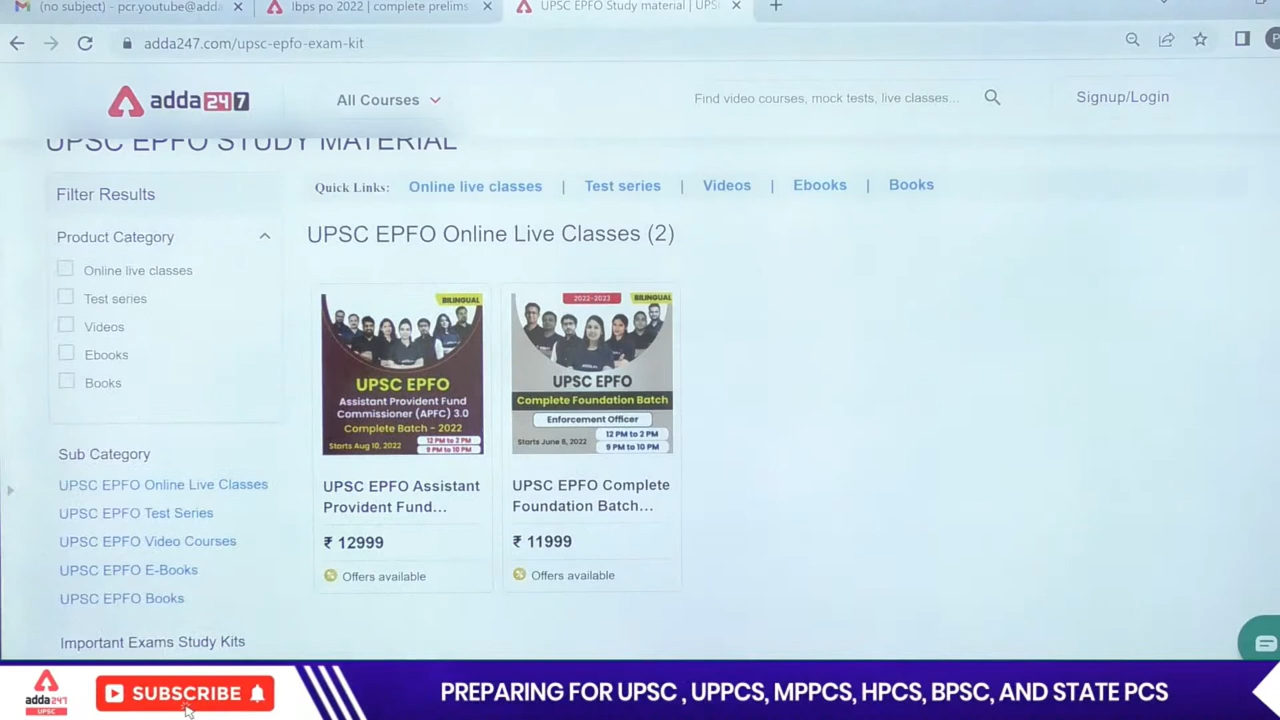 (no subject) - pcr.youtube@adda
Ibps po 2022 | complete prelims
UPSC EPFO Study material | UPS
adda247.com/upsc-epfo-exam-kit
adda247
All Courses
Find video courses, mock tests, live classes...
Signup/Login
UPSC EPFO STUDY MATERIAL
Filter Results
Quick Links: Online live classes | Test series | Videos | Ebooks | Books
Product Category
UPSC EPFO Online Live Classes (2)
Online live classes
Test series
Videos
Ebooks
Books
BILINGUAL
UPSC EPFO
Assistant Provident Fund
Commissioner (APFC) 3.0
Complete Batch - 2022
Starts Aug 10, 2022
12 PM to 2 PM
9 PM to 10 PM
2022-2023
BILINGUAL
UPSC EPFO
Complete Foundation Batch
Enforcement Officer
Starts June 8, 2022
12 PM to 2 PM
9 PM to 10 PM
UPSC EPFO Assistant
Provident Fund...
₹ 12999
Offers available
UPSC EPFO Complete
Foundation Batch...
₹ 11999
Offers available
Sub Category
UPSC EPFO Online Live Classes
UPSC EPFO Test Series
UPSC EPFO Video Courses
UPSC EPFO E-Books
UPSC EPFO Books
Important Exams Study Kits
adda247
UPSC
SUBSCRIBE
PREPARING FOR UPSC , UPPCS, MPPCS, HPCS, BPSC, AND STATE PCS